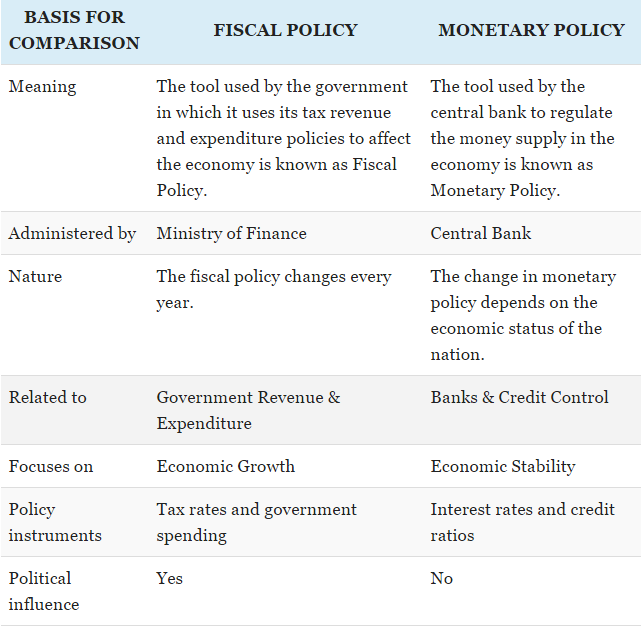 BASIS FOR COMPARISON
FISCAL POLICY
MONETARY POLICY
Meaning
The tool used by the government
in which it uses its tax revenue
and expenditure policies to affect
the economy is known as Fiscal
Policy.
The tool used by the
central bank to regulate
the money supply in the
economy is known as
Monetary Policy.
Administered by
Ministry of Finance
Central Bank
Nature
The fiscal policy changes every
year.
The change in monetary
policy depends on the
economic status of the
nation.
Related to
Government Revenue &
Expenditure
Banks & Credit Control
Focuses on
Economic Growth
Economic Stability
Policy
instruments
Tax rates and government
spending
Interest rates and credit
ratios
Political
influence
Yes
No